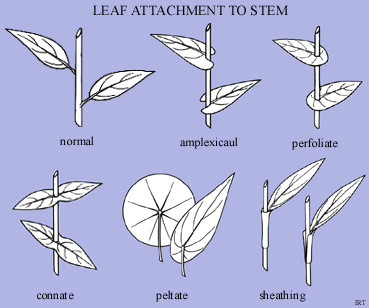 LEAF ATTACHMENT TO STEM
normal
amplexicaul
perfoliate
connate
peltate
sheathing
IRT